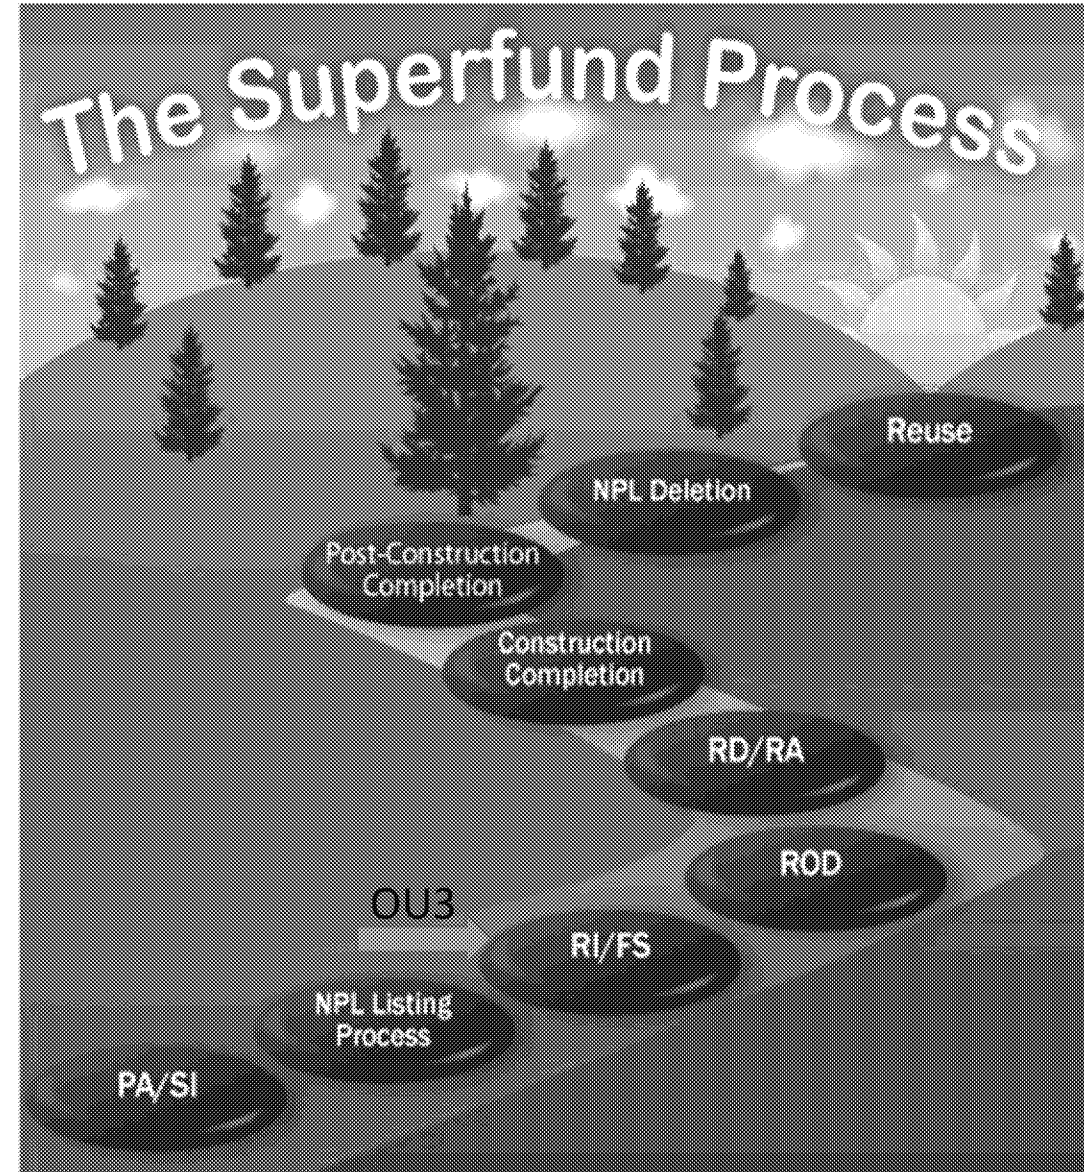 The Superfund Process
Reuse
NPL Deletion
Post-Construction
Completion
Construction
Completion
RD/RA
ROD
OU3
RI/FS
NPL Listing
Process
PA/SI